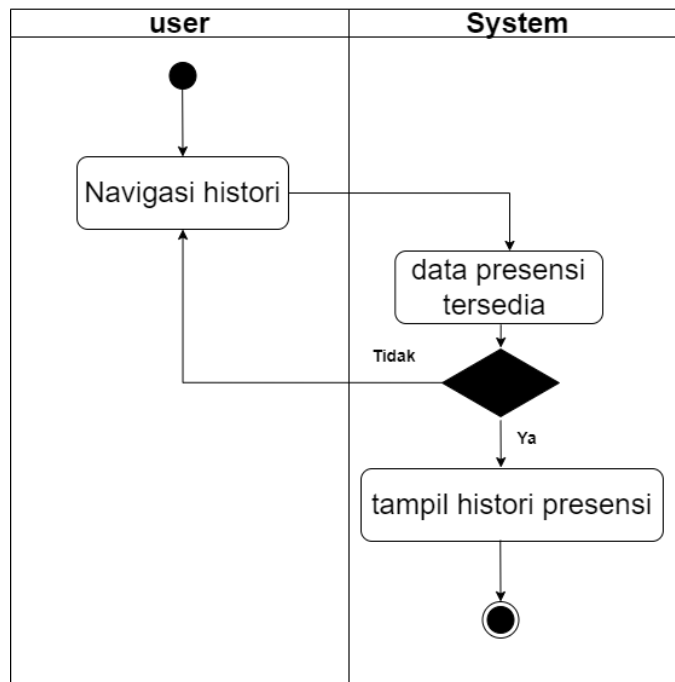 user
System
Navigasi histori
data presensi
tersedia
Tidak
Ya
tampil histori presensi